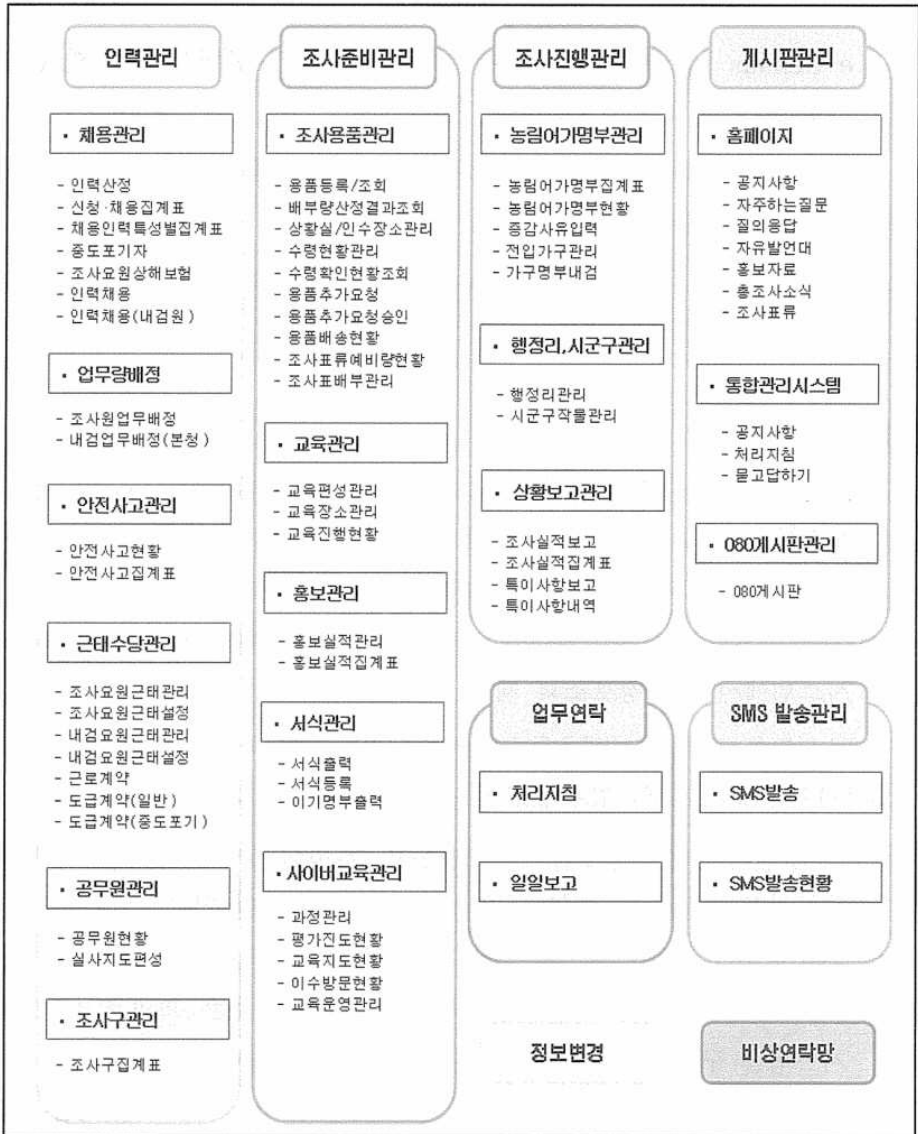 인력관리
· 채용관리
- 인력산정
- 신청·채용집계표
- 채용인력특성별집계표
- 중도포기자
- 조사요원상해보험
- 인력채용
- 인력채용(내검원)
· 업무량배정
- 조사원업무배정
- 내검업무배정(본청)
· 안전사고관리
- 안전사고현황
- 안전사고집계표
· 근태수당관리
- 조사요원근태관리
- 조사요원근태설정
- 내검요원근태관리
- 내검요원근태설정
- 근로계약
- 도급계약(일반)
- 도급계약(중도포기)
· 공무원관리
- 공무원현황
- 실사지도편성
· 조사구관리
- 조사구집계표
조사준비관리
· 조사용품관리
- 용품등록/조회
- 배부량산정결과조회
- 상황실/인수장소관리
- 수령현황관리
- 수령확인현황조회
- 용품추가요청
- 용품추가요청승인
- 용품배송현황
- 조사표류예비량현황
- 조사표배부관리
· 교육관리
- 교육편성관리
- 교육장소관리
- 교육진행현황
· 홍보관리
- 홍보실적관리
- 홍보실적집계표
· 서식관리
- 서식출력
- 서식등록
- 이기명부출력
· 사이버교육관리
- 과정관리
- 평가진도현황
- 교육지도현황
- 이수방문현황
- 교육운영관리
조사진행관리
· 농림어가명부관리
- 농림어가명부집계표
- 농림어가명부현황
- 증감사유입력
- 전입가구관리
- 가구명부내검
· 행정리,시군구관리
- 행정리관리
- 시군구작물관리
· 상황보고관리
- 조사실적보고
- 조사실적집계표
- 특이사항보고
- 특이사항내역
게시판관리
· 홈페이지
- 공지사항
- 자주하는질문
- 질의응답
- 자유발언대
- 홍보자료
- 총조사소식
- 조사표류
· 통합관리시스템
- 공지사항
- 처리지침
- 묻고답하기
· 080게시판관리
- 080게시판
업무연락
· 처리지침
· 일일보고
SMS 발송관리
· SMS발송
· SMS발송현황
정보변경
비상연락망